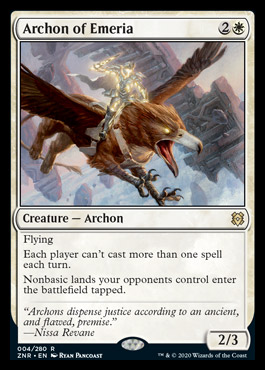 Archon of Emeria 2
Creature — Archon
Flying
Each player can't cast more than one spell
each turn.
Nonbasic lands your opponents control enter
the battlefield tapped.
“Archons dispense justice according to an ancient,
and flawed, premise.”
—Nissa Revane
2/3
004/280 R
ZNR • EN Ryan Pancoast
™ & © 2020 Wizards of the Coast